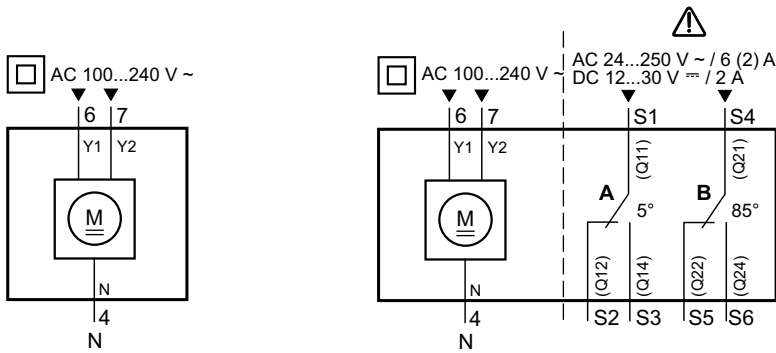 AC 100...240 V ~
6 7
Y1 Y2
M
N
4
N
AC 100...240 V ~
AC 24...250 V ~ / 6 (2) A
DC 12...30 V ⎓ / 2 A
6 7 S1 S4
Y1 Y2 (Q11) (Q21)
A B
M 5° 85°
(Q12) (Q14) (Q22) (Q24)
N
4 S2 S3 S5 S6
N